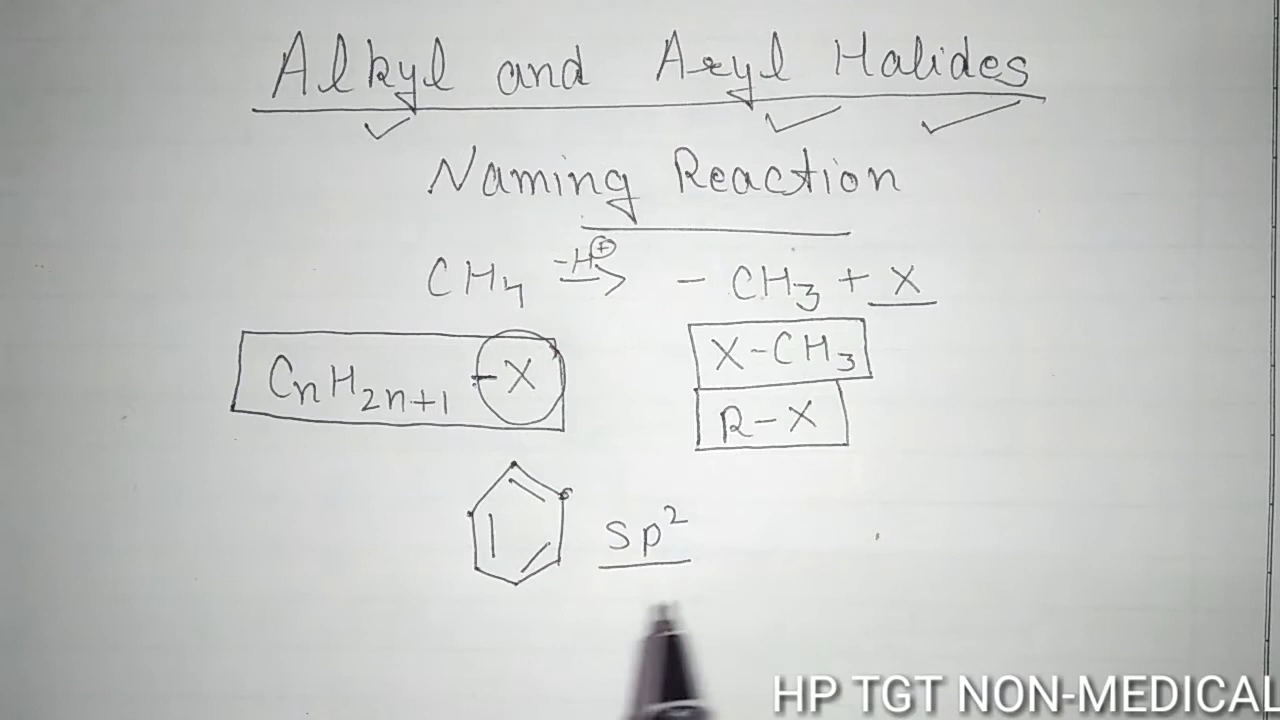 Alkyl and Aryl Halides
Naming Reaction
CH4 -H⊕→ - CH3 + X
CnH2n+1 -X
X-CH3
R-X
sp²
HP TGT NON-MEDICAL